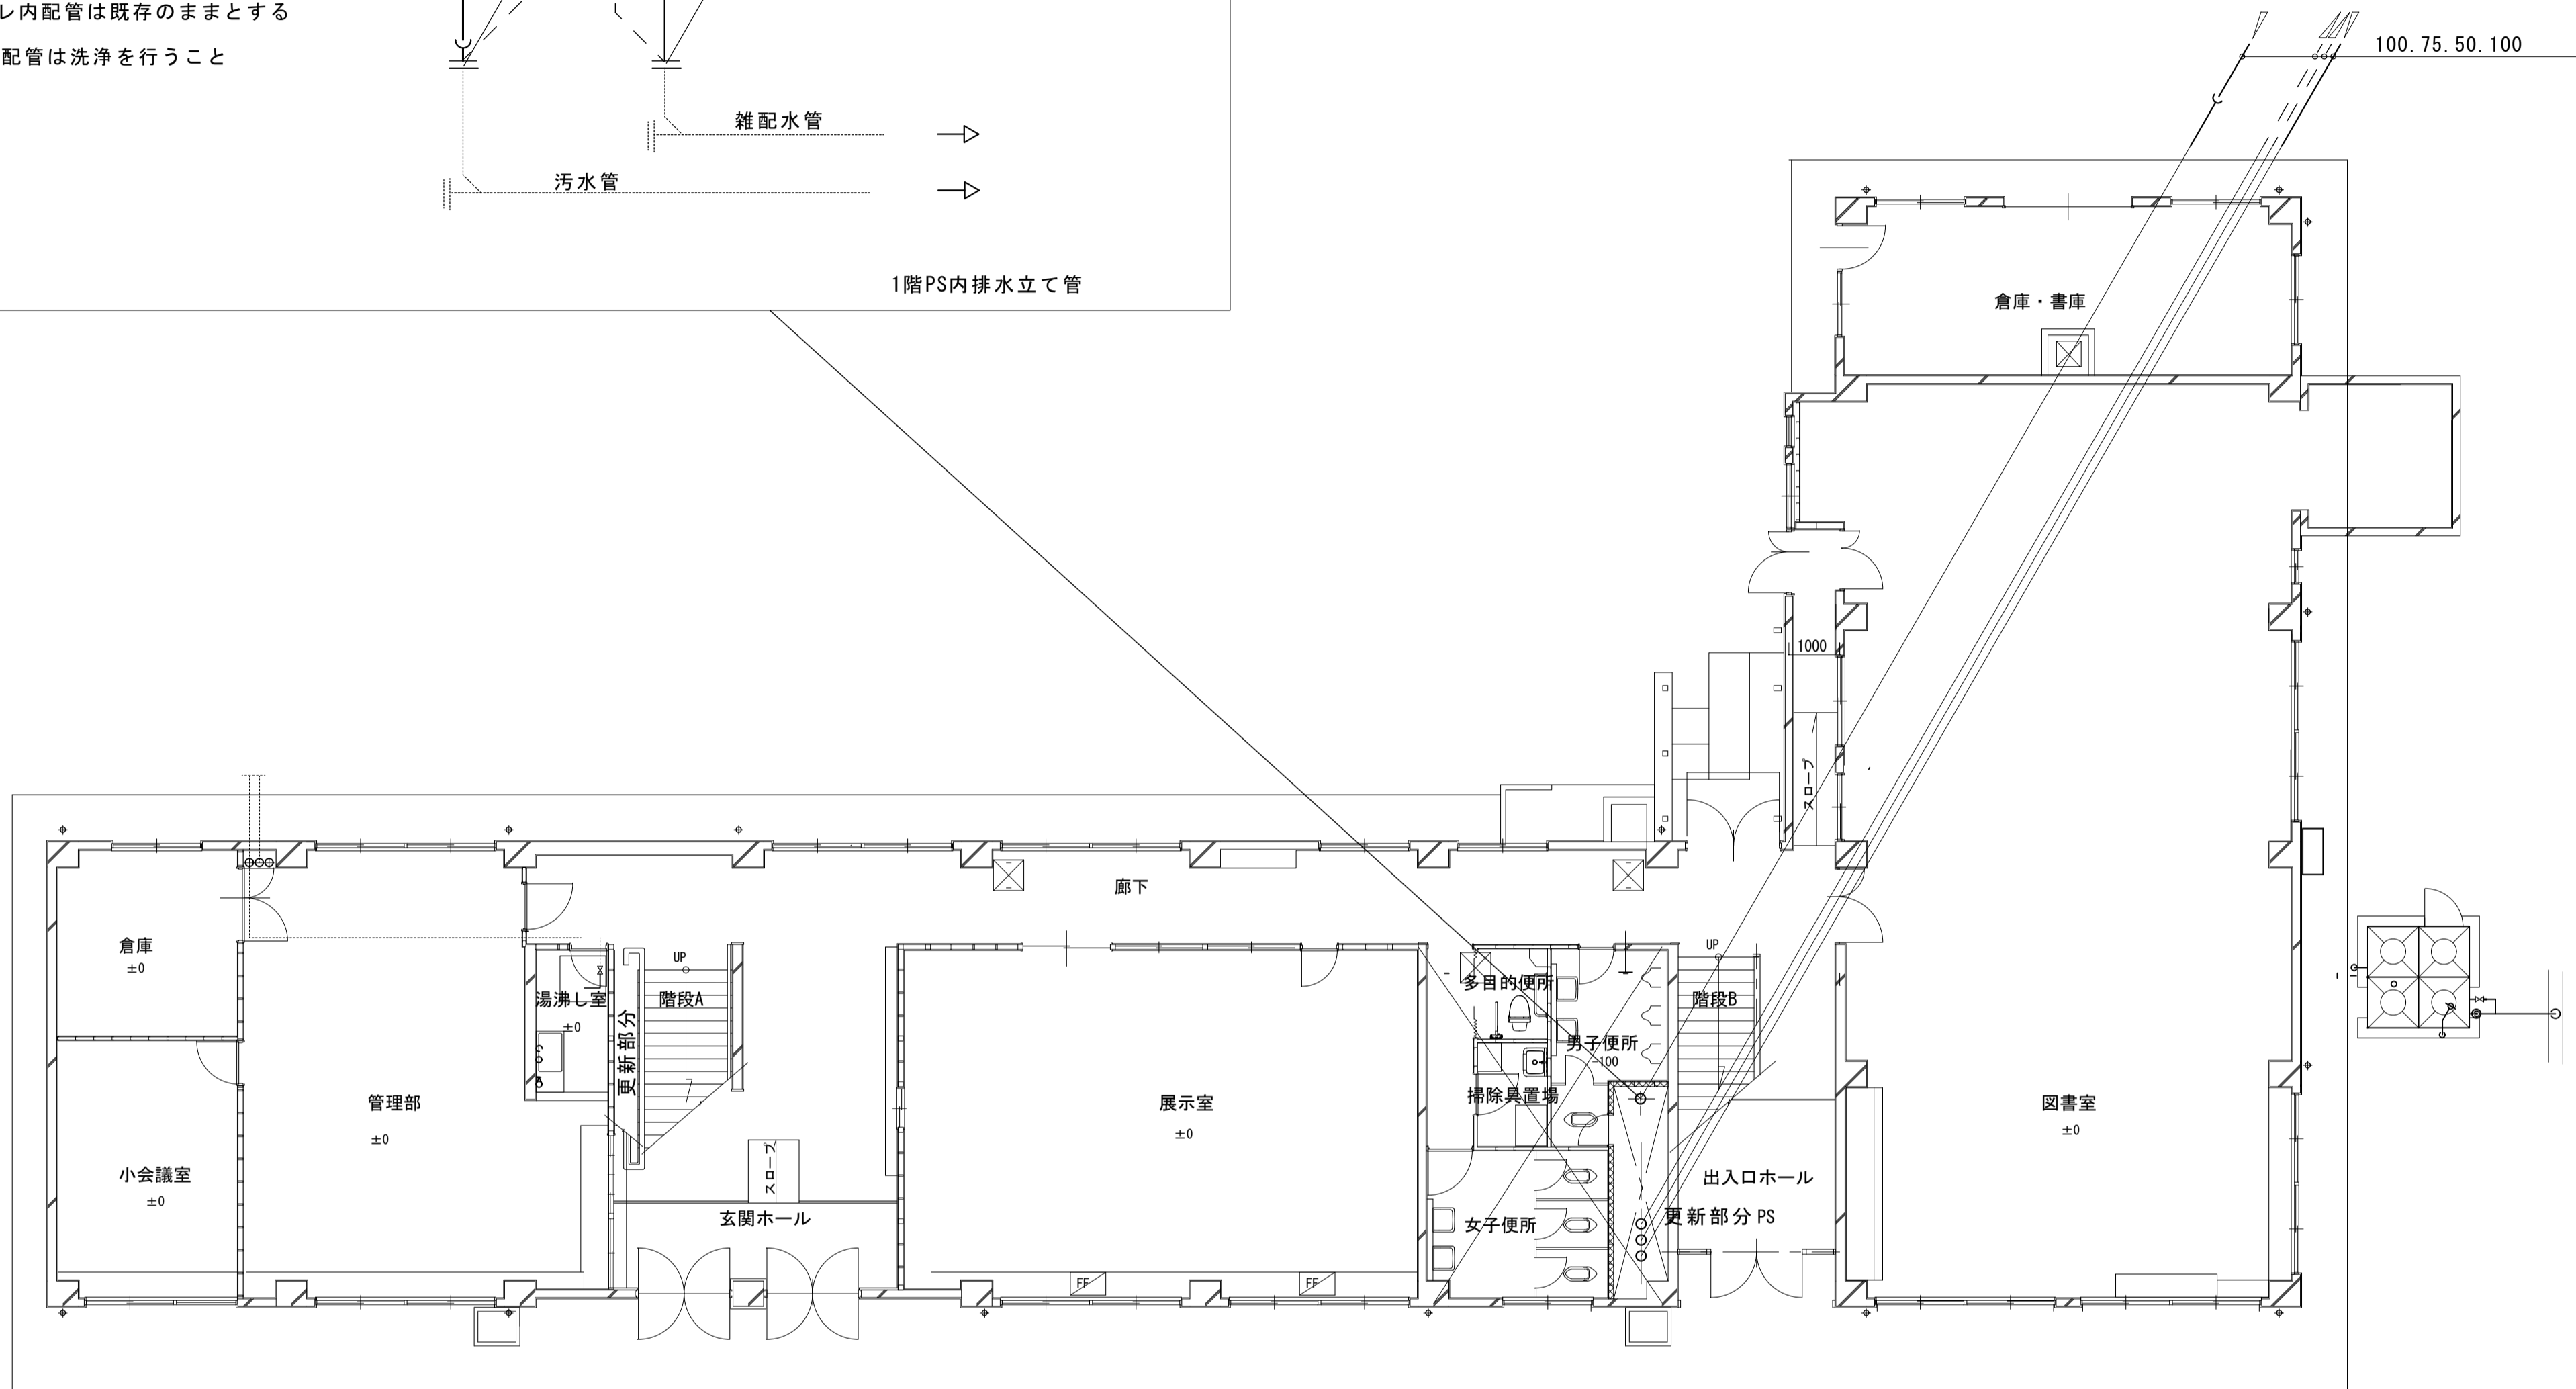 レ内配管は既存のままとする
配管は洗浄を行うこと
雑配水管
汚水管
1階PS内排水立て管
100.75.50.100
倉庫・書庫
1000
スロープ
廊下
倉庫
±0
湯沸し室
±0
更新部分
UP
階段A
多目的便所
男子便所
-100
掃除具置場
UP
階段B
管理部
±0
展示室
±0
図書室
±0
小会議室
±0
スロープ
玄関ホール
女子便所
出入口ホール
更新部分PS
FF
FF